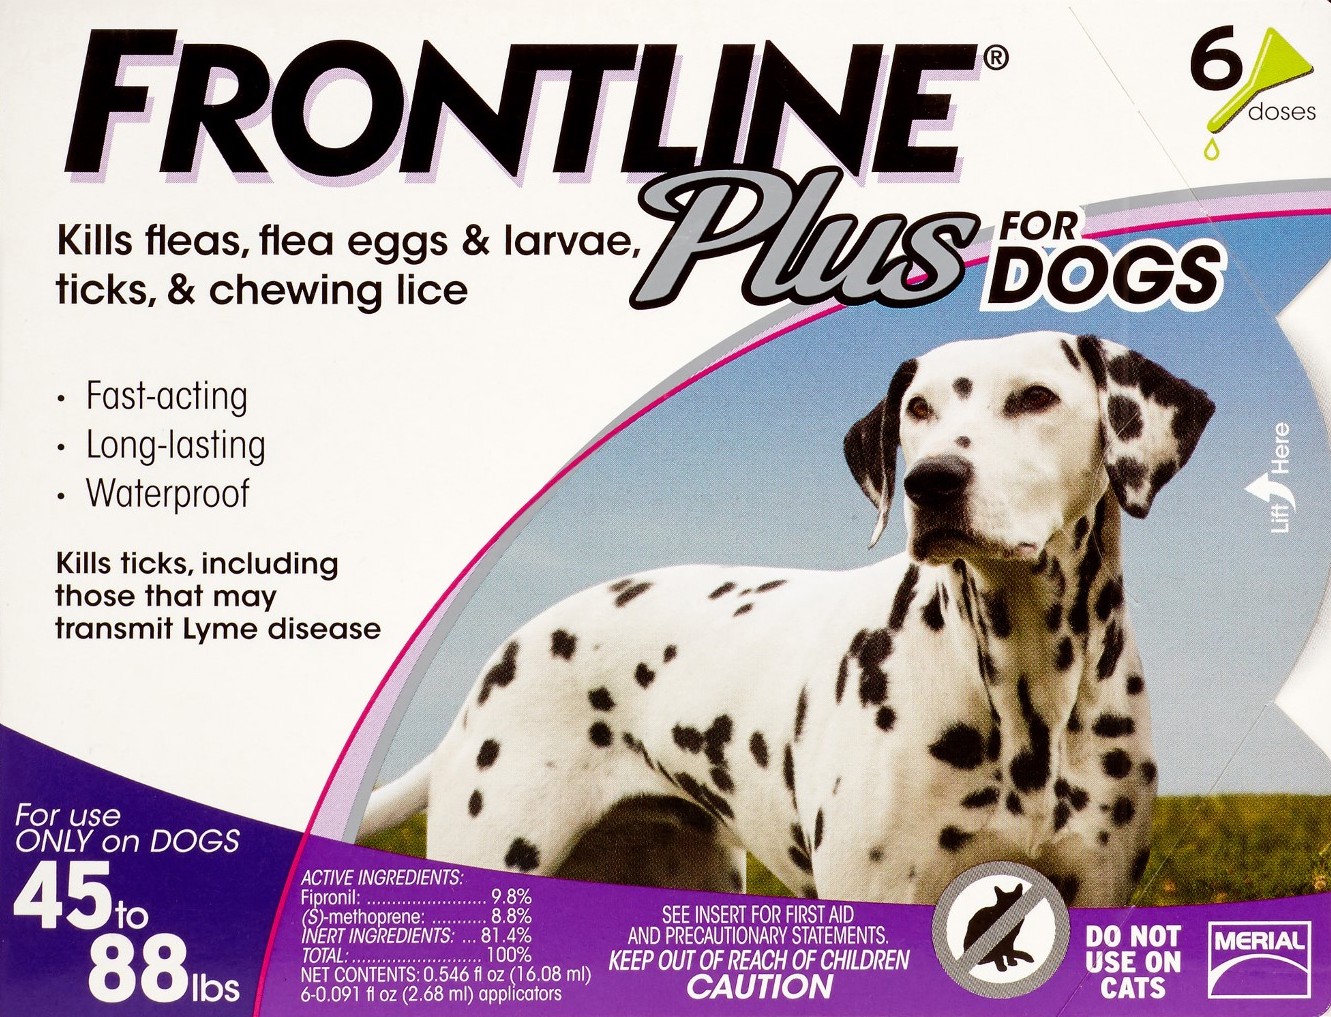 FRONTLINE®
Plus FOR
DOGS
6
doses
Kills fleas, flea eggs & larvae,
ticks, & chewing lice
· Fast-acting
· Long-lasting
· Waterproof
Kills ticks, including
those that may
transmit Lyme disease
Lift Here
For use
ONLY on DOGS
45 to
88 lbs
ACTIVE INGREDIENTS:
Fipronil: ....................... 9.8%
(S)-methoprene: ........... 8.8%
INERT INGREDIENTS: ... 81.4%
TOTAL: ....................... 100%
NET CONTENTS: 0.546 fl oz (16.08 ml)
6-0.091 fl oz (2.68 ml) applicators
SEE INSERT FOR FIRST AID
AND PRECAUTIONARY STATEMENTS.
KEEP OUT OF REACH OF CHILDREN
CAUTION
DO NOT
USE ON
CATS
MERIAL